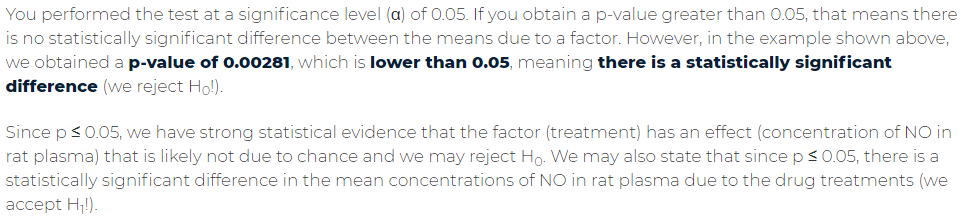 You performed the test at a significance level (α) of 0.05. If you obtain a p-value greater than 0.05, that means there
is no statistically significant difference between the means due to a factor. However, in the example shown above,
we obtained a p-value of 0.00281, which is lower than 0.05, meaning there is a statistically significant
difference (we reject H₀!).
Since p ≤ 0.05, we have strong statistical evidence that the factor (treatment) has an effect (concentration of NO in
rat plasma) that is likely not due to chance and we may reject H₀. We may also state that since p ≤ 0.05, there is a
statistically significant difference in the mean concentrations of NO in rat plasma due to the drug treatments (we
accept H₁!).